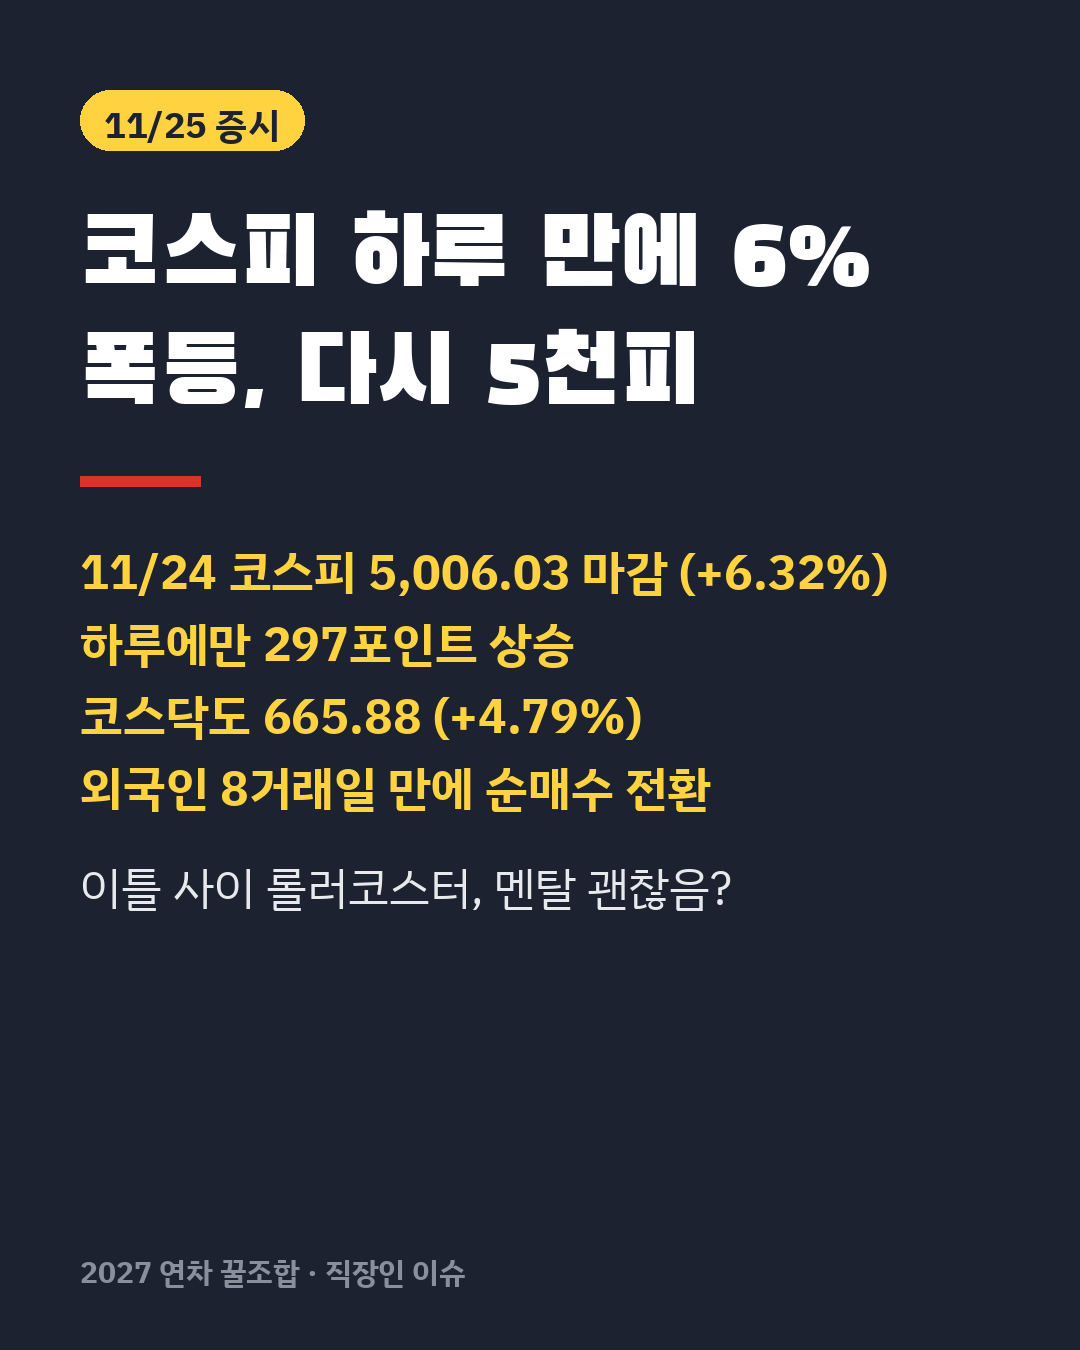 11/25 증시
코스피 하루 만에 6%
폭등, 다시 5천피
11/24 코스피 5,006.03 마감 (+6.32%)
하루에만 297포인트 상승
코스닥도 665.88 (+4.79%)
외국인 8거래일 만에 순매수 전환
이틀 사이 롤러코스터, 멘탈 괜찮음?
2027 연차 꿀조합 · 직장인 이슈